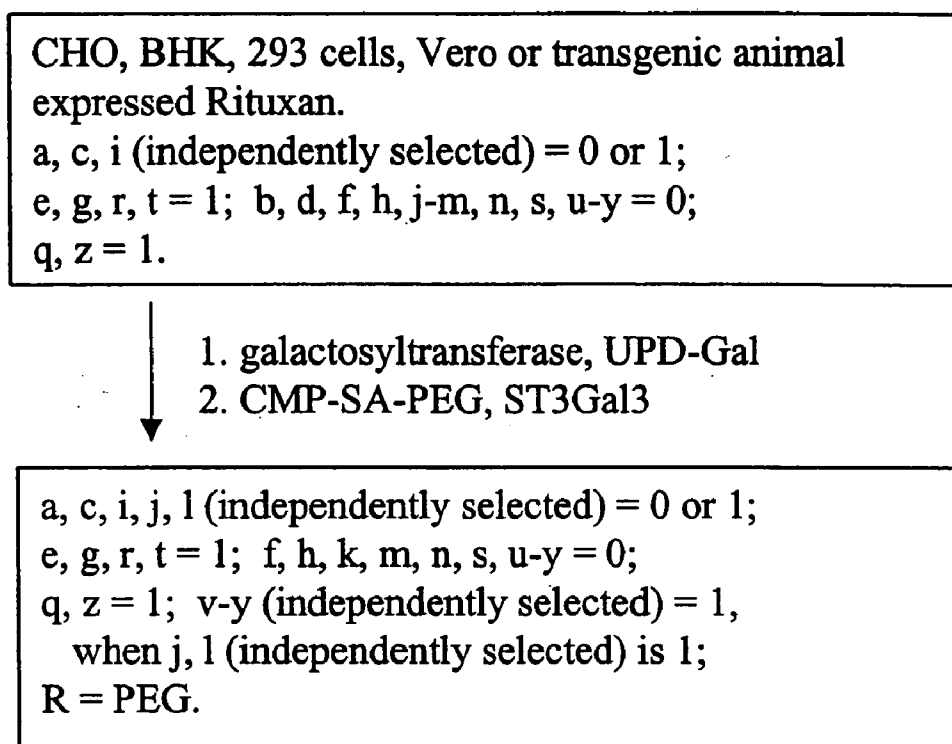 CHO, BHK, 293 cells, Vero or transgenic animal
expressed Rituxan.
a, c, i (independently selected) = 0 or 1;
e, g, r, t = 1; b, d, f, h, j-m, n, s, u-y = 0;
q, z = 1.
1. galactosyltransferase, UPD-Gal
2. CMP-SA-PEG, ST3Gal3
a, c, i, j, l (independently selected) = 0 or 1;
e, g, r, t = 1; f, h, k, m, n, s, u-y = 0;
q, z = 1; v-y (independently selected) = 1,
when j, l (independently selected) is 1;
R = PEG.